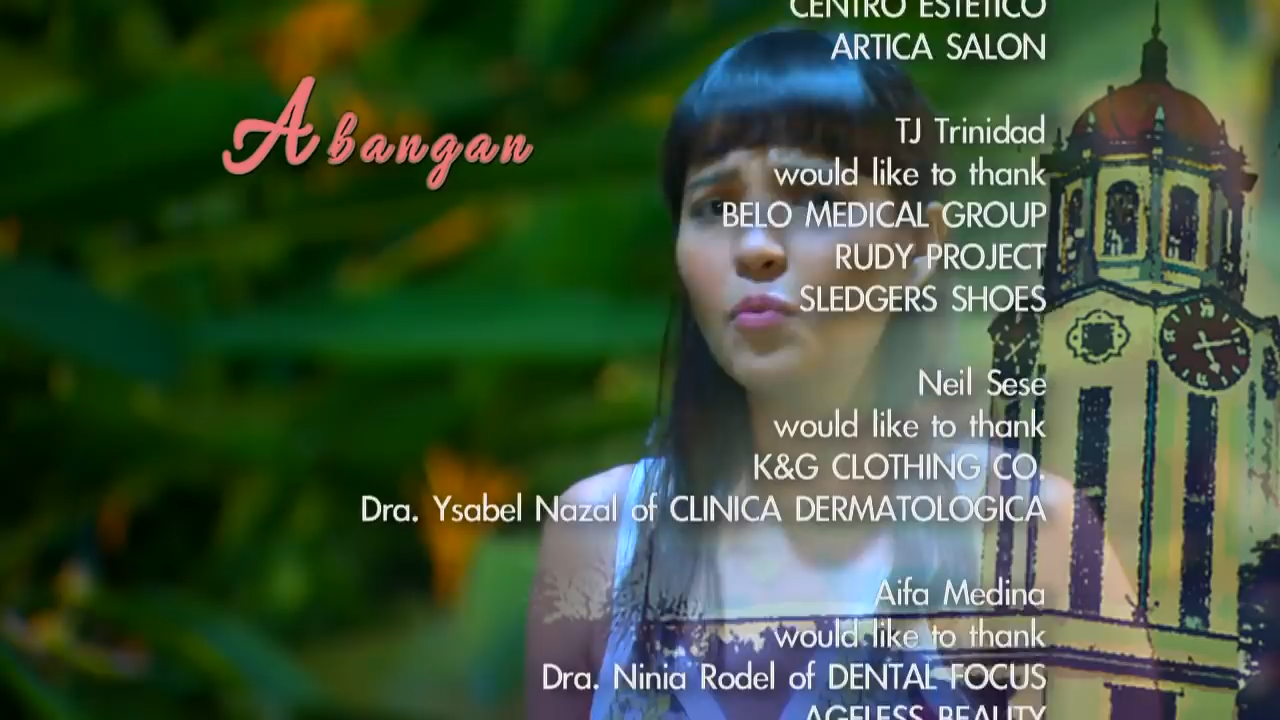 CENTRO ESTETICO
ARTICA SALON
Abangan
TJ Trinidad
would like to thank
BELO MEDICAL GROUP
RUDY PROJECT
SLEDGERS SHOES
Neil Sese
would like to thank
K&G CLOTHING CO.
Dra. Ysabel Nazal of CLINICA DERMATOLOGICA
Aifa Medina
would like to thank
Dra. Ninia Rodel of DENTAL FOCUS
AGELESS BEAUTY